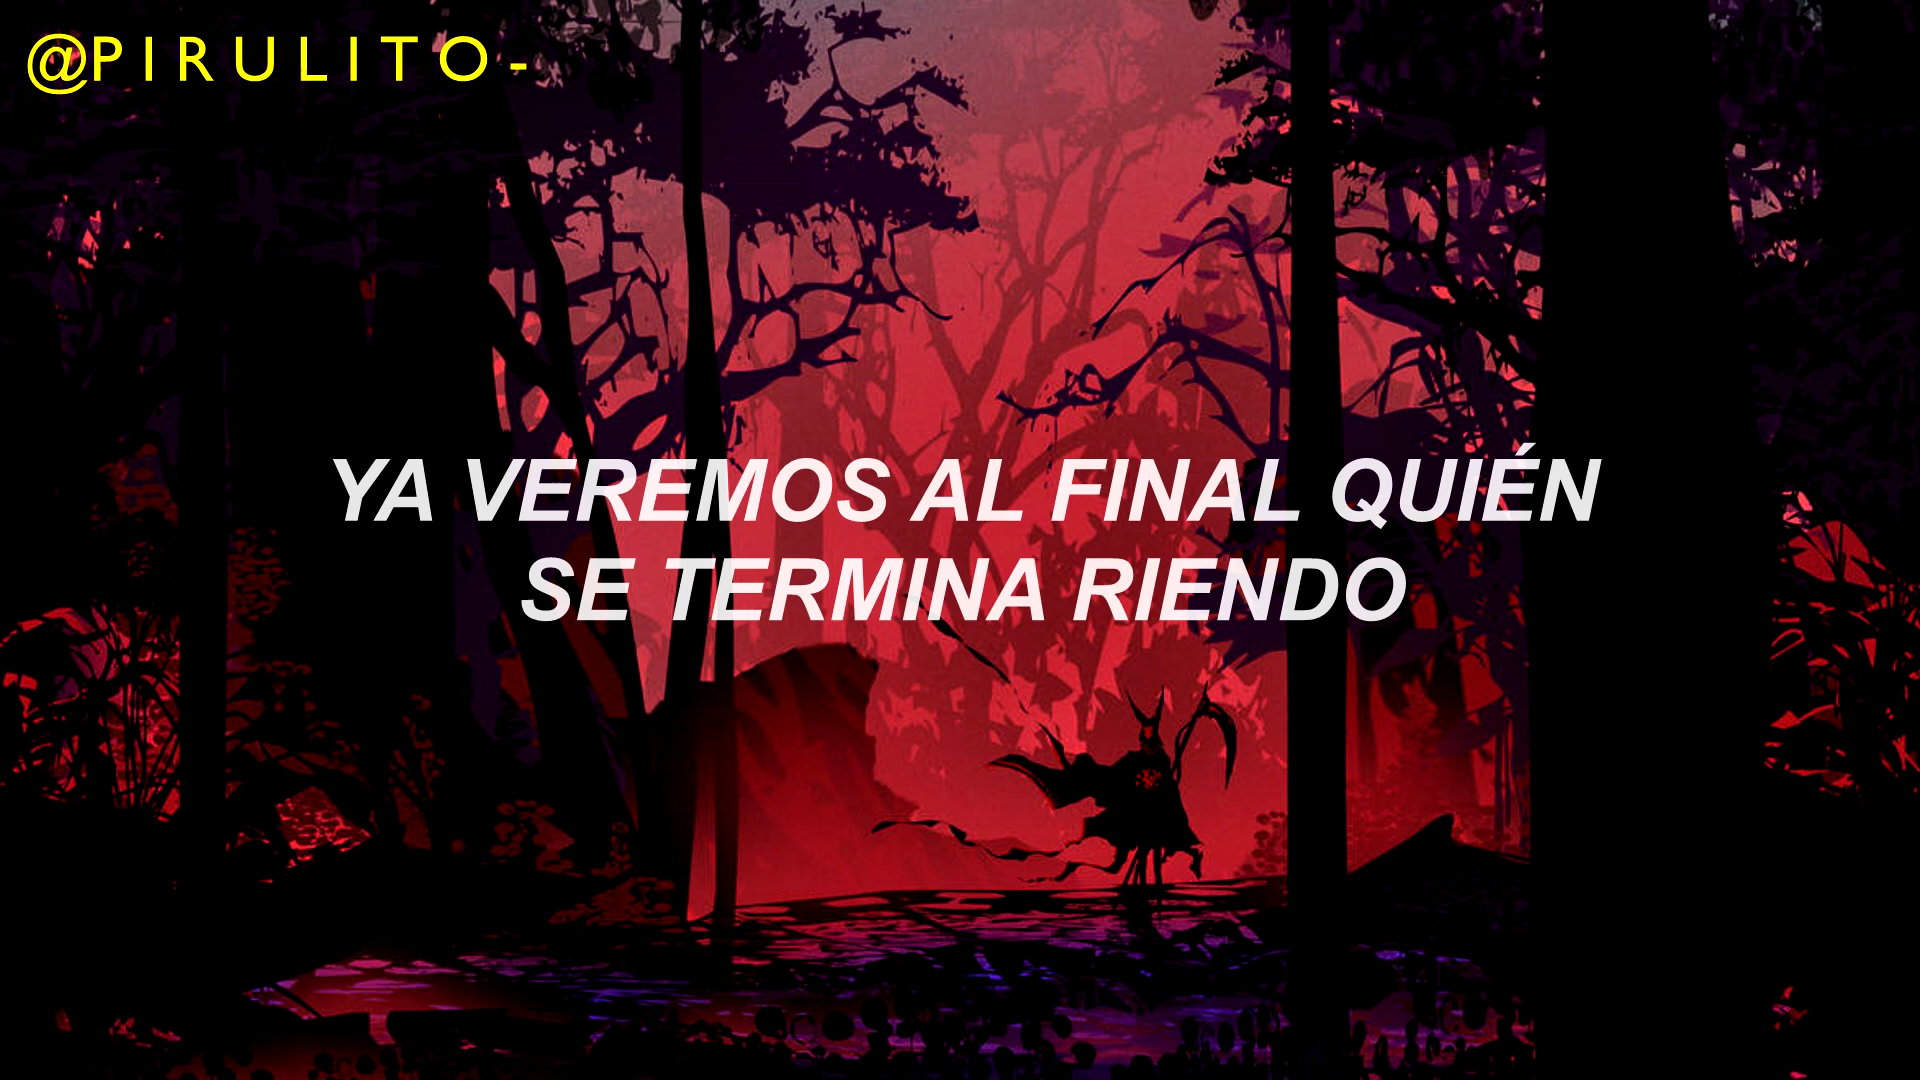 @PIRULITO-
YA VEREMOS AL FINAL QUIÉN
SE TERMINA RIENDO